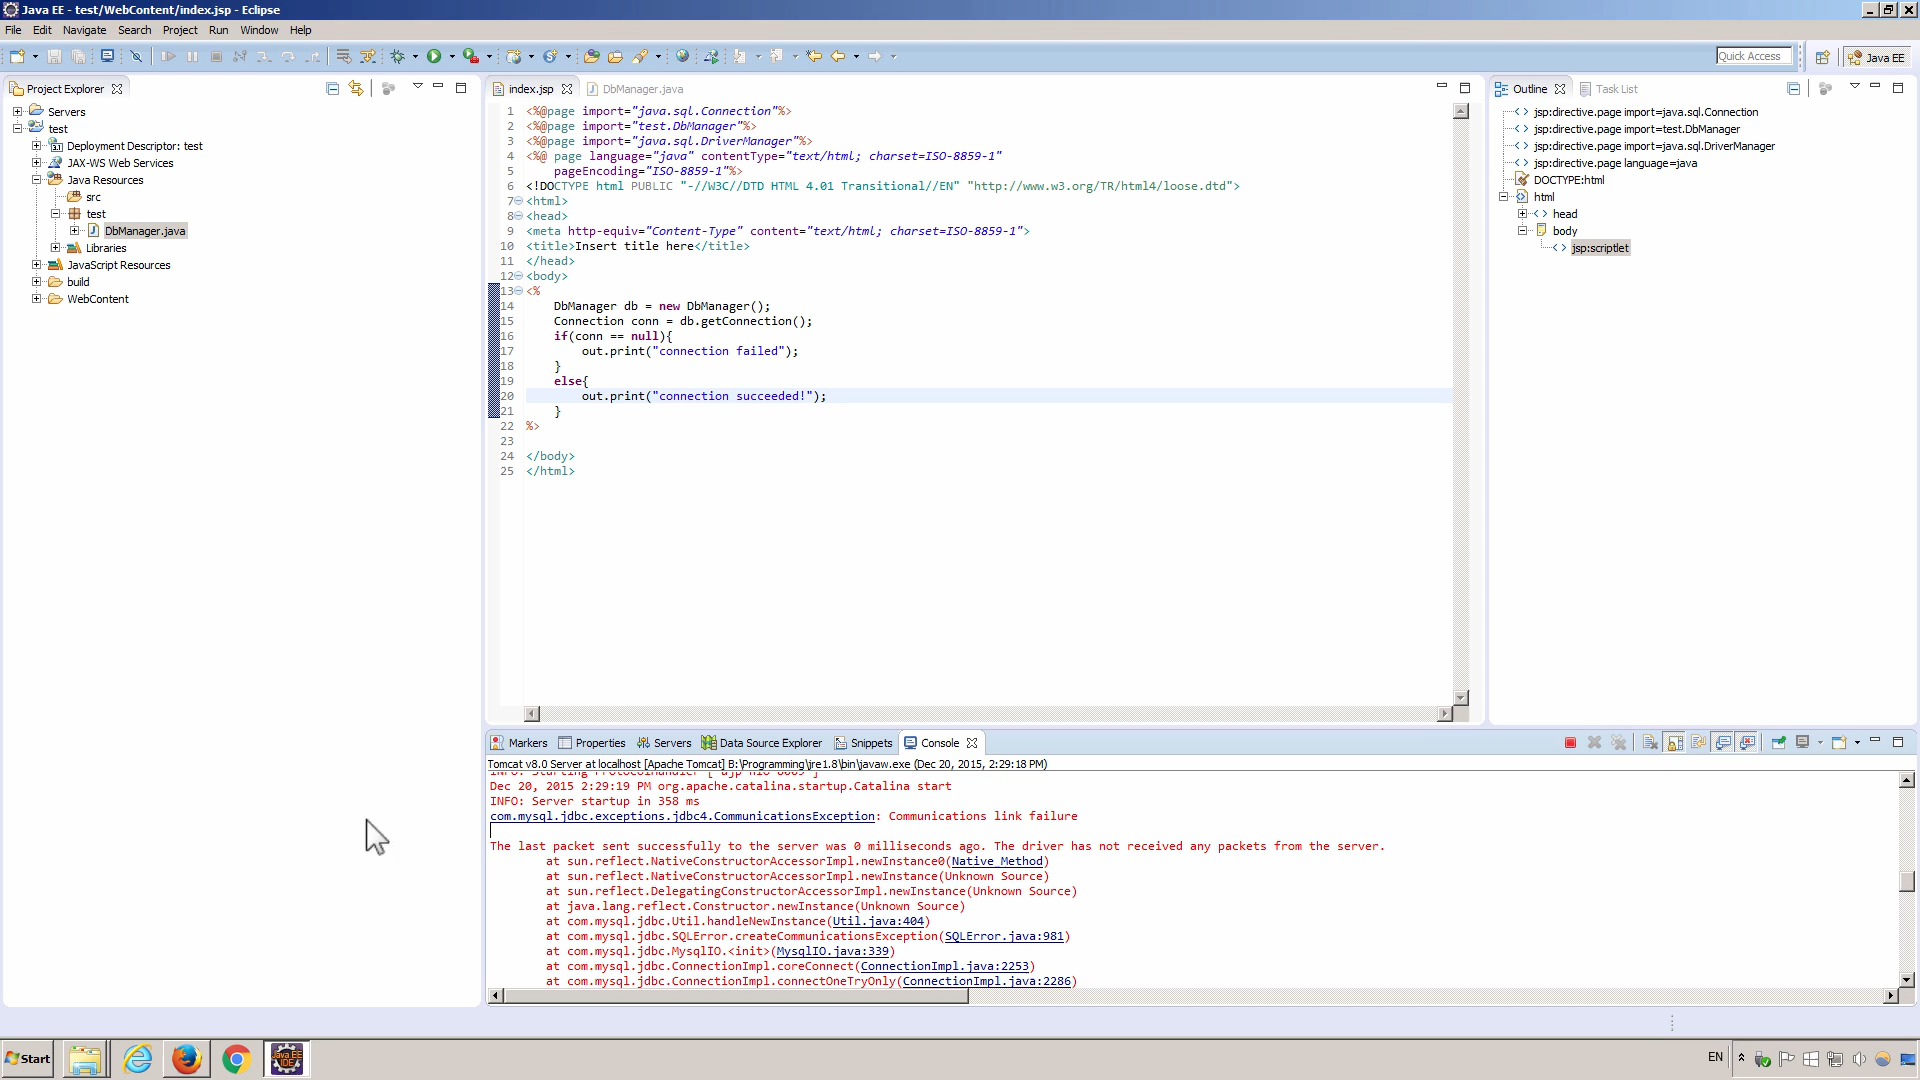 Java EE - test/WebContent/index.jsp - Eclipse
File Edit Navigate Search Project Run Window Help
Quick Access
Java EE
Project Explorer
Servers
test
Deployment Descriptor: test
JAX-WS Web Services
Java Resources
src
test
DbManager.java
Libraries
JavaScript Resources
build
WebContent
index.jsp DbManager.java
1 <%@page import="java.sql.Connection"%>
2 <%@page import="test.DbManager"%>
3 <%@page import="java.sql.DriverManager"%>
4 <%@ page language="java" contentType="text/html; charset=ISO-8859-1"
5 pageEncoding="ISO-8859-1"%>
6 <!DOCTYPE html PUBLIC "-//W3C//DTD HTML 4.01 Transitional//EN" "http://www.w3.org/TR/html4/loose.dtd">
7 <html>
8 <head>
9 <meta http-equiv="Content-Type" content="text/html; charset=ISO-8859-1">
10 <title>Insert title here</title>
11 </head>
12 <body>
13 <%
14 DbManager db = new DbManager();
15 Connection conn = db.getConnection();
16 if(conn == null){
17 out.print("connection failed");
18 }
19 else{
20 out.print("connection succeeded!");
21 }
22 %>
23
24 </body>
25 </html>
Outline Task List
jsp:directive.page import=java.sql.Connection
jsp:directive.page import=test.DbManager
jsp:directive.page import=java.sql.DriverManager
jsp:directive.page language=java
DOCTYPE:html
html
head
body
jsp:scriptlet
Markers Properties Servers Data Source Explorer Snippets Console
Tomcat v8.0 Server at localhost [Apache Tomcat] B:\Programming\jre1.8\bin\javaw.exe (Dec 20, 2015, 2:29:18 PM)
INFO: Starting ProtocolHandler ["ajp-nio-8009"]
Dec 20, 2015 2:29:19 PM org.apache.catalina.startup.Catalina start
INFO: Server startup in 358 ms
com.mysql.jdbc.exceptions.jdbc4.CommunicationsException: Communications link failure
The last packet sent successfully to the server was 0 milliseconds ago. The driver has not received any packets from the server.
at sun.reflect.NativeConstructorAccessorImpl.newInstance0(Native Method)
at sun.reflect.NativeConstructorAccessorImpl.newInstance(Unknown Source)
at sun.reflect.DelegatingConstructorAccessorImpl.newInstance(Unknown Source)
at java.lang.reflect.Constructor.newInstance(Unknown Source)
at com.mysql.jdbc.Util.handleNewInstance(Util.java:404)
at com.mysql.jdbc.SQLError.createCommunicationsException(SQLError.java:981)
at com.mysql.jdbc.MysqlIO.<init>(MysqlIO.java:339)
at com.mysql.jdbc.ConnectionImpl.coreConnect(ConnectionImpl.java:2253)
at com.mysql.jdbc.ConnectionImpl.connectOneTryOnly(ConnectionImpl.java:2286)
Start
Java EE
IDE
EN